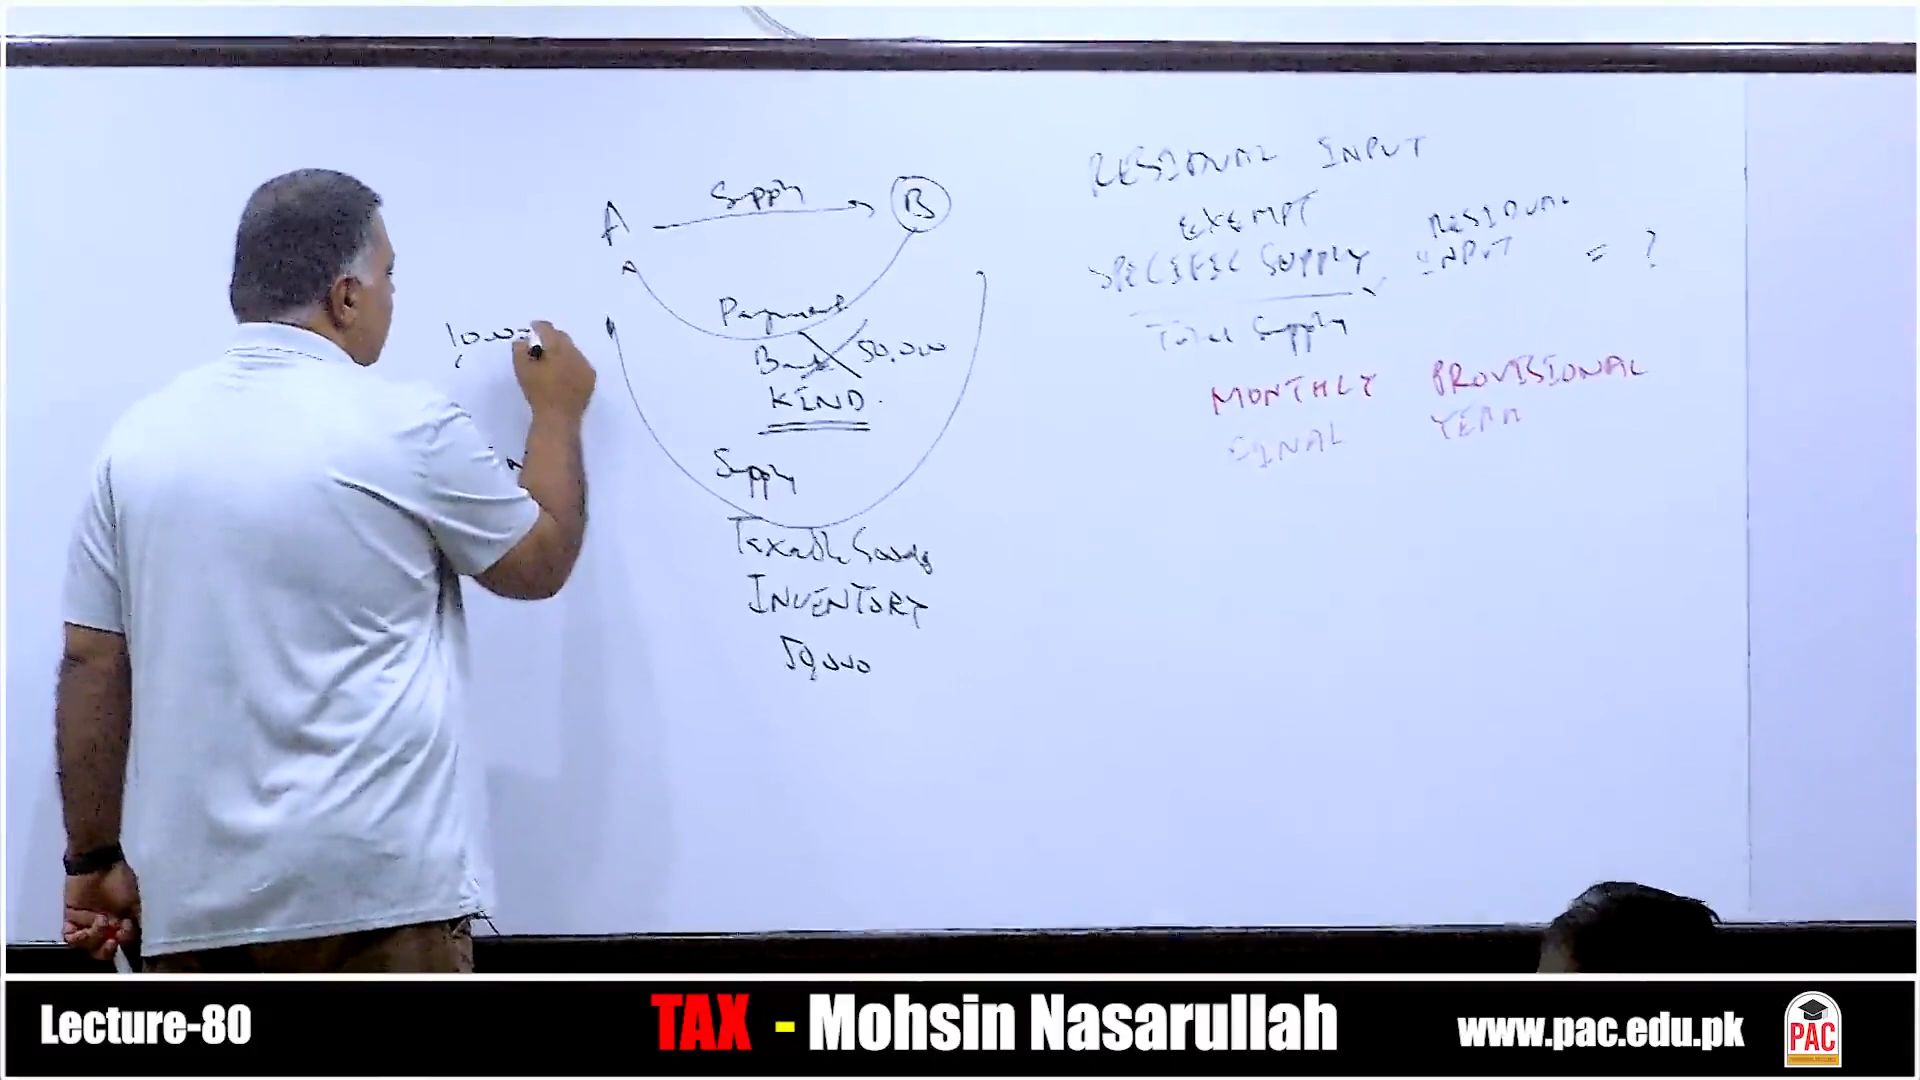 Supply
A B
Payment
Bank 50,000
KIND.
Supply
Taxable Goods
INVENTORY
50,000
RESIDUAL INPUT
EXEMPT
SPECIFIC SUPPLY RESIDUAL
INPUT = ?
Total Supply
MONTHLY PROVISIONAL
FINAL YEAR
Lecture-80
TAX - Mohsin Nasarullah
www.pac.edu.pk
PAC